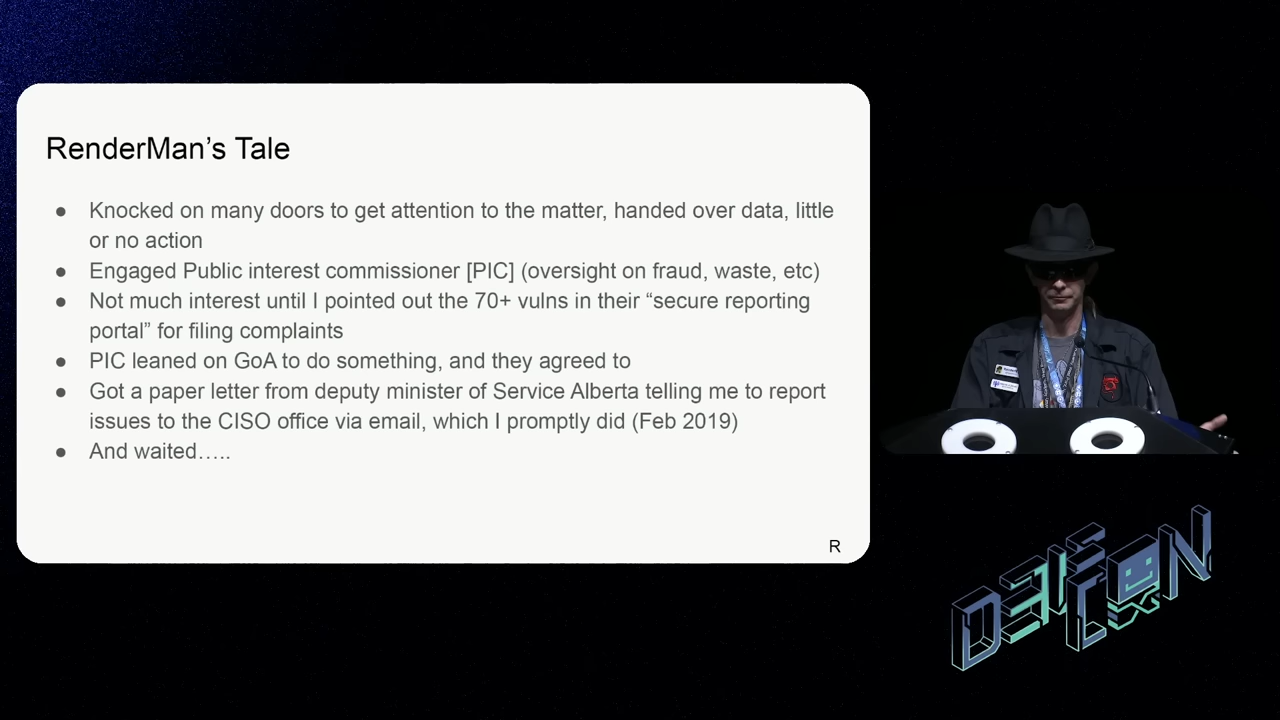 RenderMan’s Tale
● Knocked on many doors to get attention to the matter, handed over data, little
or no action
● Engaged Public interest commissioner [PIC] (oversight on fraud, waste, etc)
● Not much interest until I pointed out the 70+ vulns in their “secure reporting
portal” for filing complaints
● PIC leaned on GoA to do something, and they agreed to
● Got a paper letter from deputy minister of Service Alberta telling me to report
issues to the CISO office via email, which I promptly did (Feb 2019)
● And waited…..
R
DEF CON